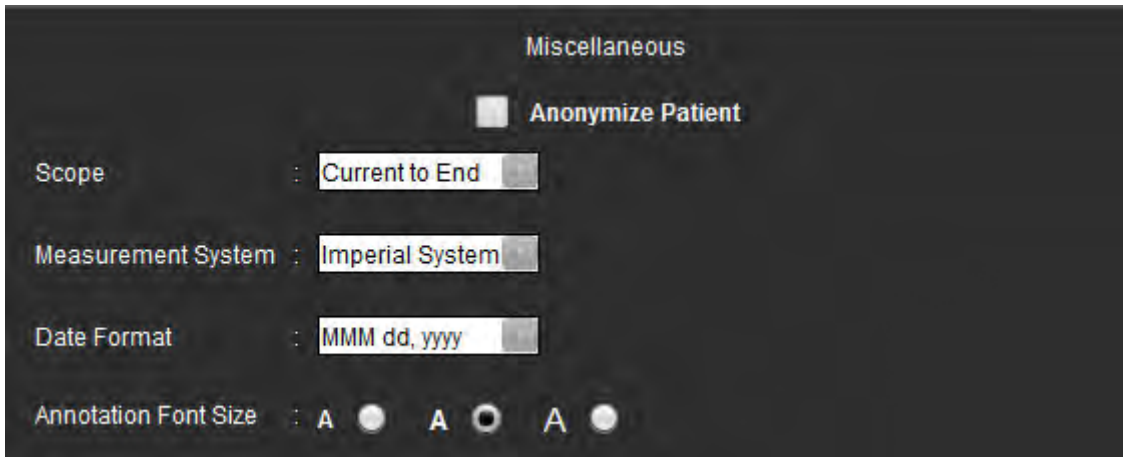 Miscellaneous
Anonymize Patient
Scope : Current to End
Measurement System : Imperial System
Date Format : MMM dd, yyyy
Annotation Font Size : A A A